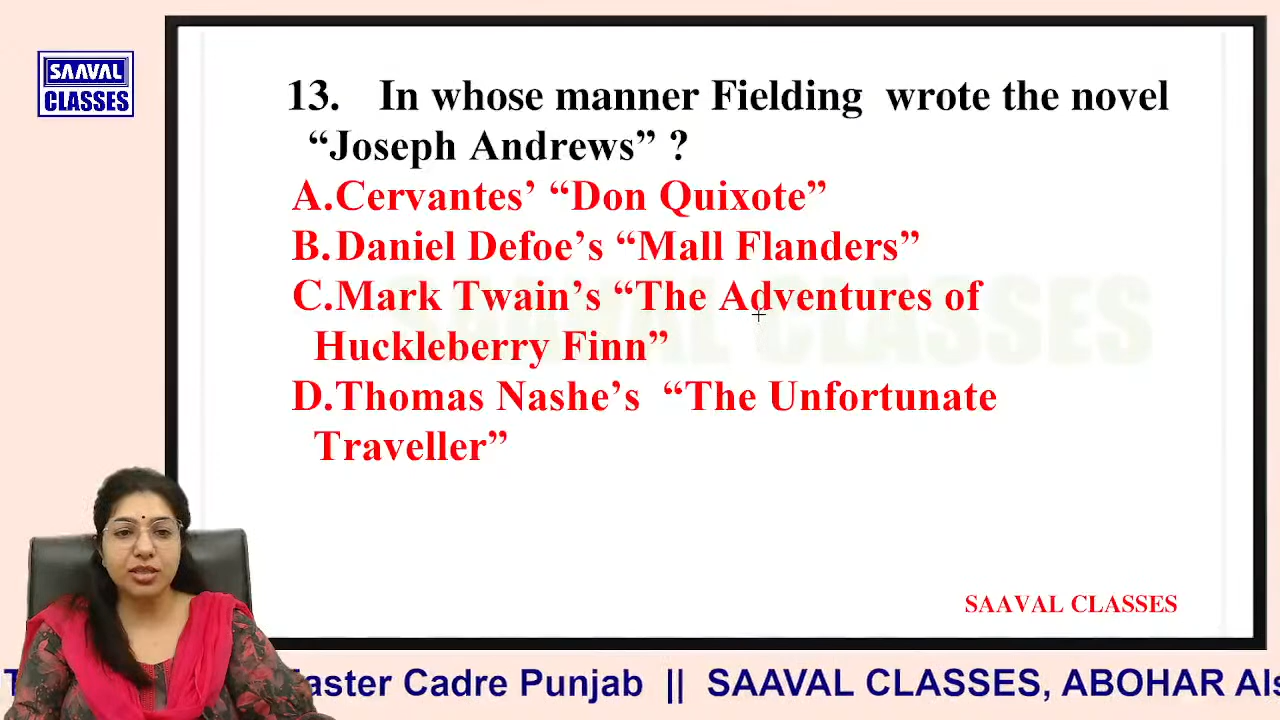 SAAVAL
CLASSES
13. In whose manner Fielding wrote the novel
“Joseph Andrews” ?
A.Cervantes’ “Don Quixote”
B.Daniel Defoe’s “Mall Flanders”
C.Mark Twain’s “The Adventures of
Huckleberry Finn”
D.Thomas Nashe’s “The Unfortunate
Traveller”
SAAVAL CLASSES
Cadre Punjab || SAAVAL CLASSES, ABOHAR